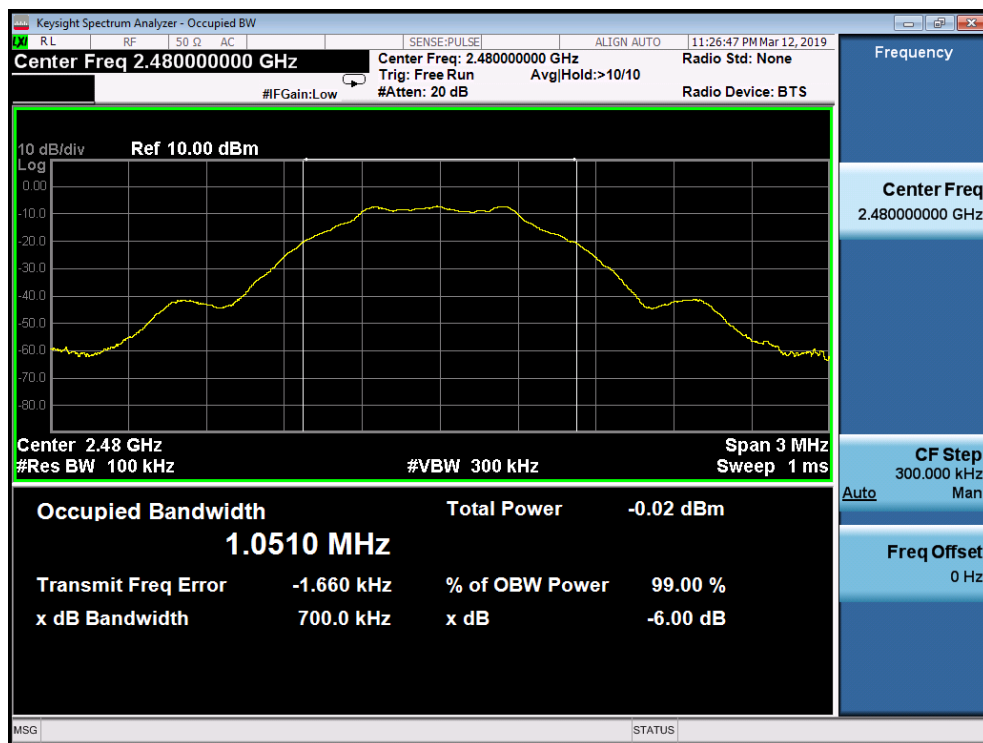 Keysight Spectrum Analyzer - Occupied BW
LXI RL RF 50 Ω AC SENSE:PULSE ALIGN AUTO 11:26:47 PM Mar 12, 2019
Center Freq 2.480000000 GHz
Center Freq: 2.480000000 GHz Radio Std: None
Trig: Free Run Avg|Hold:>10/10
#IFGain:Low #Atten: 20 dB Radio Device: BTS
10 dB/div Ref 10.00 dBm
Log
0.00
-10.0
-20.0
-30.0
-40.0
-50.0
-60.0
-70.0
-80.0
Center 2.48 GHz Span 3 MHz
#Res BW 100 kHz #VBW 300 kHz Sweep 1 ms
Occupied Bandwidth Total Power -0.02 dBm
1.0510 MHz
Transmit Freq Error -1.660 kHz % of OBW Power 99.00 %
x dB Bandwidth 700.0 kHz x dB -6.00 dB
Frequency
Center Freq
2.480000000 GHz
CF Step
300.000 kHz
Auto Man
Freq Offset
0 Hz
MSG STATUS